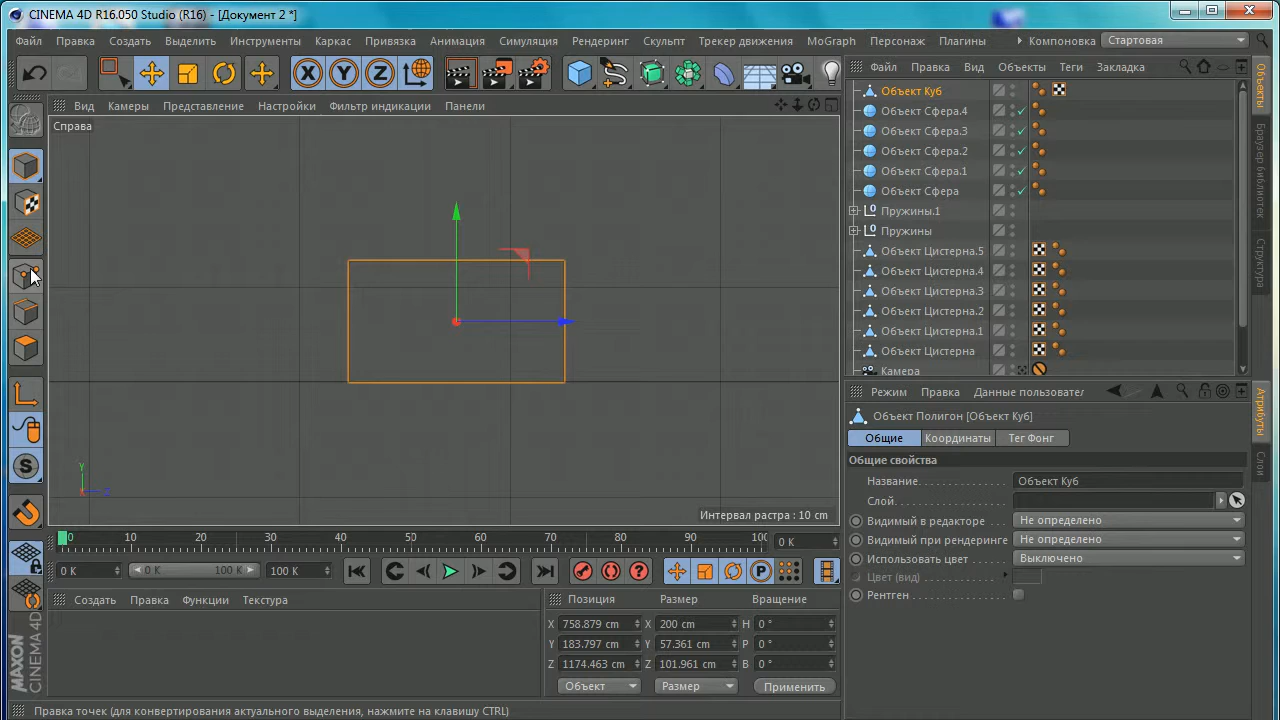 CINEMA 4D R16.050 Studio (R16) - [Документ 2 *]
Файл Правка Создать Выделить Инструменты Каркас Привязка Анимация Симуляция Рендеринг Скульпт Трекер движения MoGraph Персонаж Плагины Компоновка Стартовая
X Y Z
Файл Правка Вид Объекты Теги Закладка
Вид Камеры Представление Настройки Фильтр индикации Панели
Справа
Объект Куб
Объект Сфера.4
Объект Сфера.3
Объект Сфера.2
Объект Сфера.1
Объект Сфера
Пружины.1
Пружины
Объект Цистерна.5
Объект Цистерна.4
Объект Цистерна.3
Объект Цистерна.2
Объект Цистерна.1
Объект Цистерна
Камера
Объекты
Браузер библиотек
Структура
Y
Z
Интервал растра : 10 cm
Режим Правка Данные пользовател
Объект Полигон [Объект Куб]
Общие Координаты Тег Фонг
Общие свойства
Название Объект Куб
Слой
Видимый в редакторе Не определено
Видимый при рендеринге Не определено
Использовать цвет Выключено
Цвет (вид)
Рентген
Атрибуты
Слои
S
0 10 20 30 40 50 60 70 80 90 100 0 K
0 K 0 K 100 K 100 K
P
Создать Правка Функции Текстура
Позиция Размер Вращение
X 758.879 cm X 200 cm H 0 °
Y 183.797 cm Y 57.361 cm P 0 °
Z 1174.463 cm Z 101.961 cm B 0 °
Объект Размер Применить
MAXON
CINEMA 4D
Правка точек (для конвертирования актуального выделения, нажмите на клавишу CTRL)